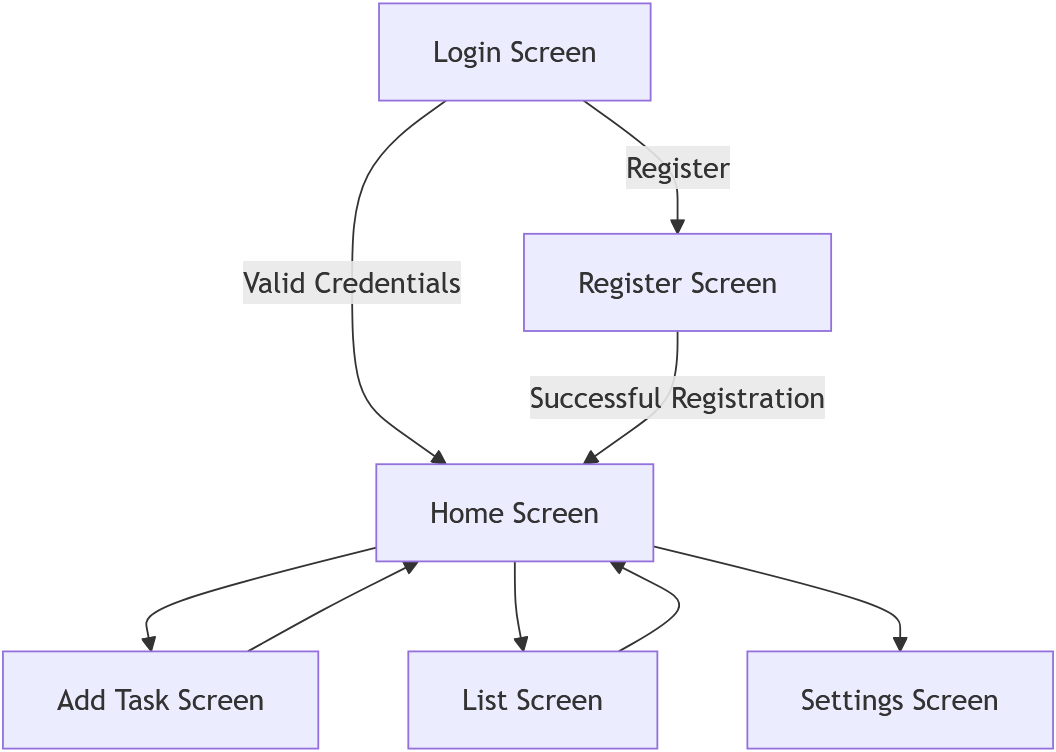 Login Screen
Register
Register Screen
Valid Credentials
Successful Registration
Home Screen
Add Task Screen
List Screen
Settings Screen